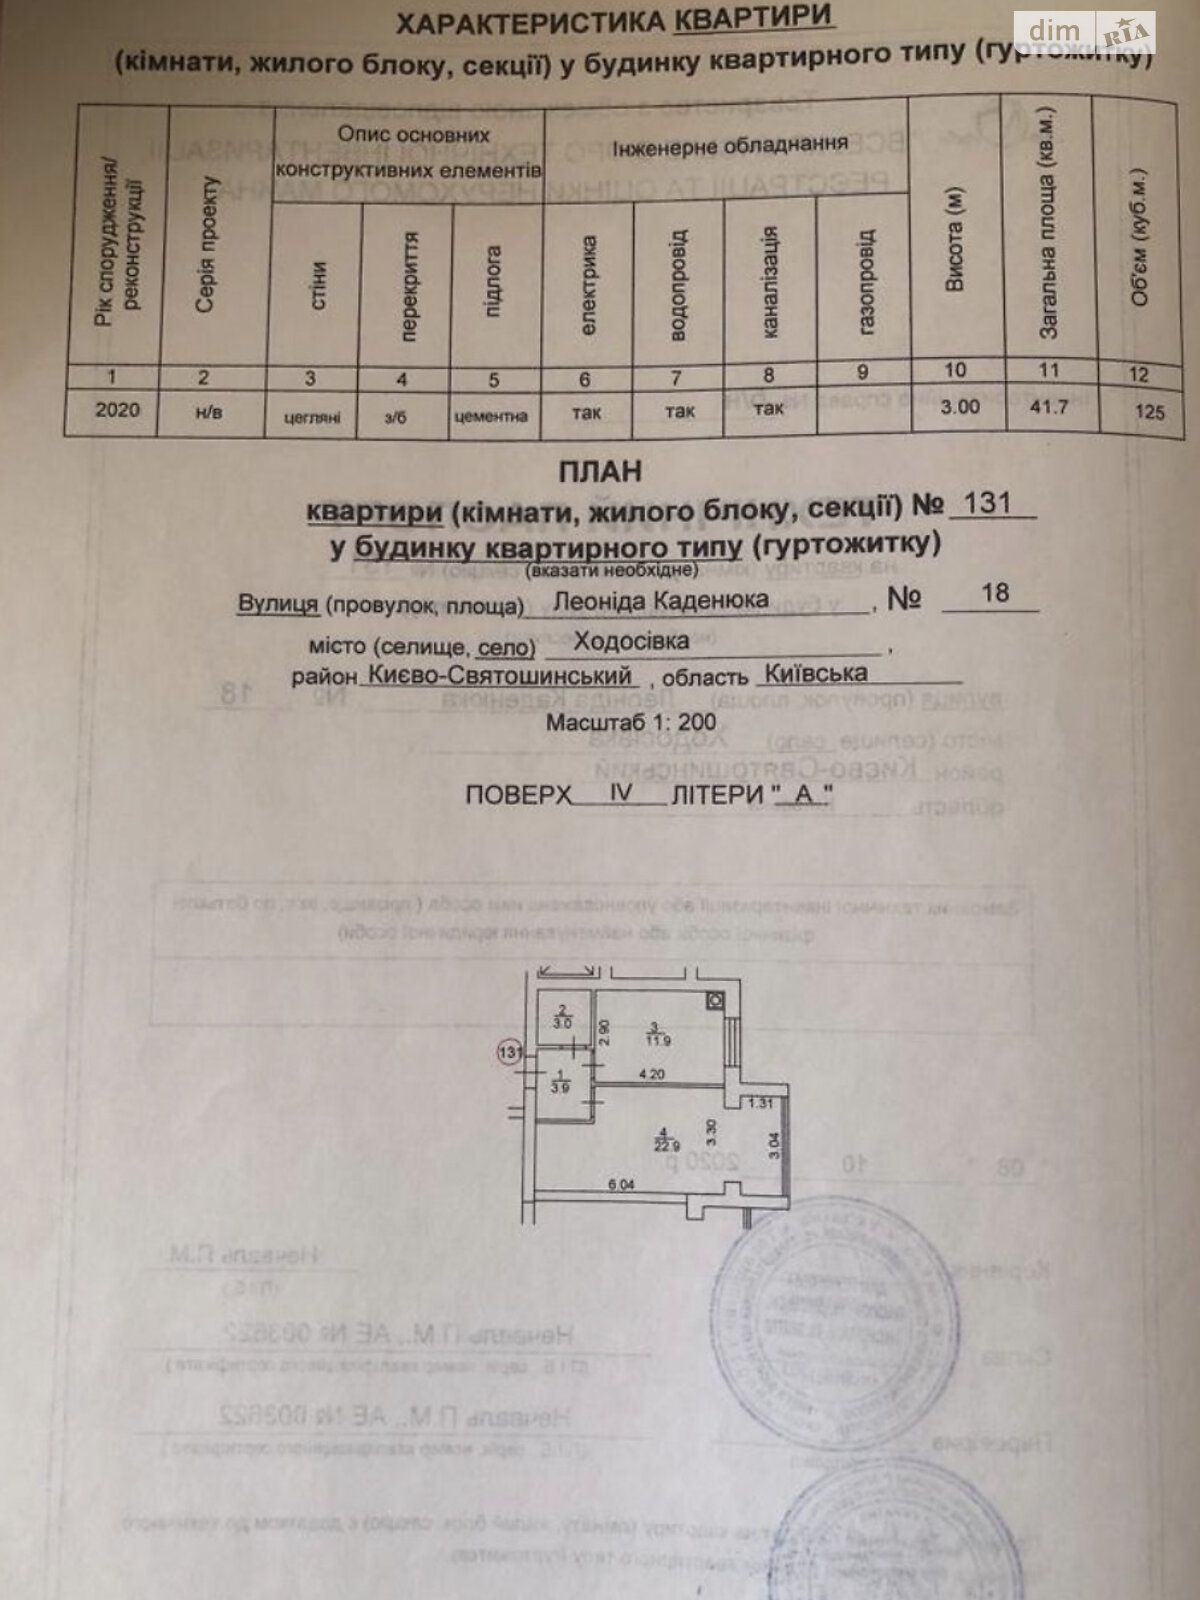 ХАРАКТЕРИСТИКА КВАРТИРИ
dim RIA
(кімнати, жилого блоку, секції) у будинку квартирного типу (гуртожитку)
Рік спорудження/ реконструкції
Серія проекту
Опис основних
конструктивних елементів
Інженерне обладнання
стіни
перекриття
підлога
електрика
водопровід
каналізація
газопровід
Висота (м)
Загальна площа (кв.м.)
Об'єм (куб.м.)
1 2 3 4 5 6 7 8 9 10 11 12
2020 н/в цегляні з/б цементна так так так 3.00 41.7 125
ПЛАН
квартири (кімнати, жилого блоку, секції) № 131
у будинку квартирного типу (гуртожитку)
(вказати необхідне)
Вулиця (провулок, площа) Леоніда Каденюка, № 18
місто (селище, село) Ходосівка,
район Києво-Святошинський, область Київська
Масштаб 1: 200
ПОВЕРХ IV ЛІТЕРИ " А "
2
3.0
2.90
3
11.9
131
1
3.9
4.20
1.31
4
22.9
3.30
3.04
6.04